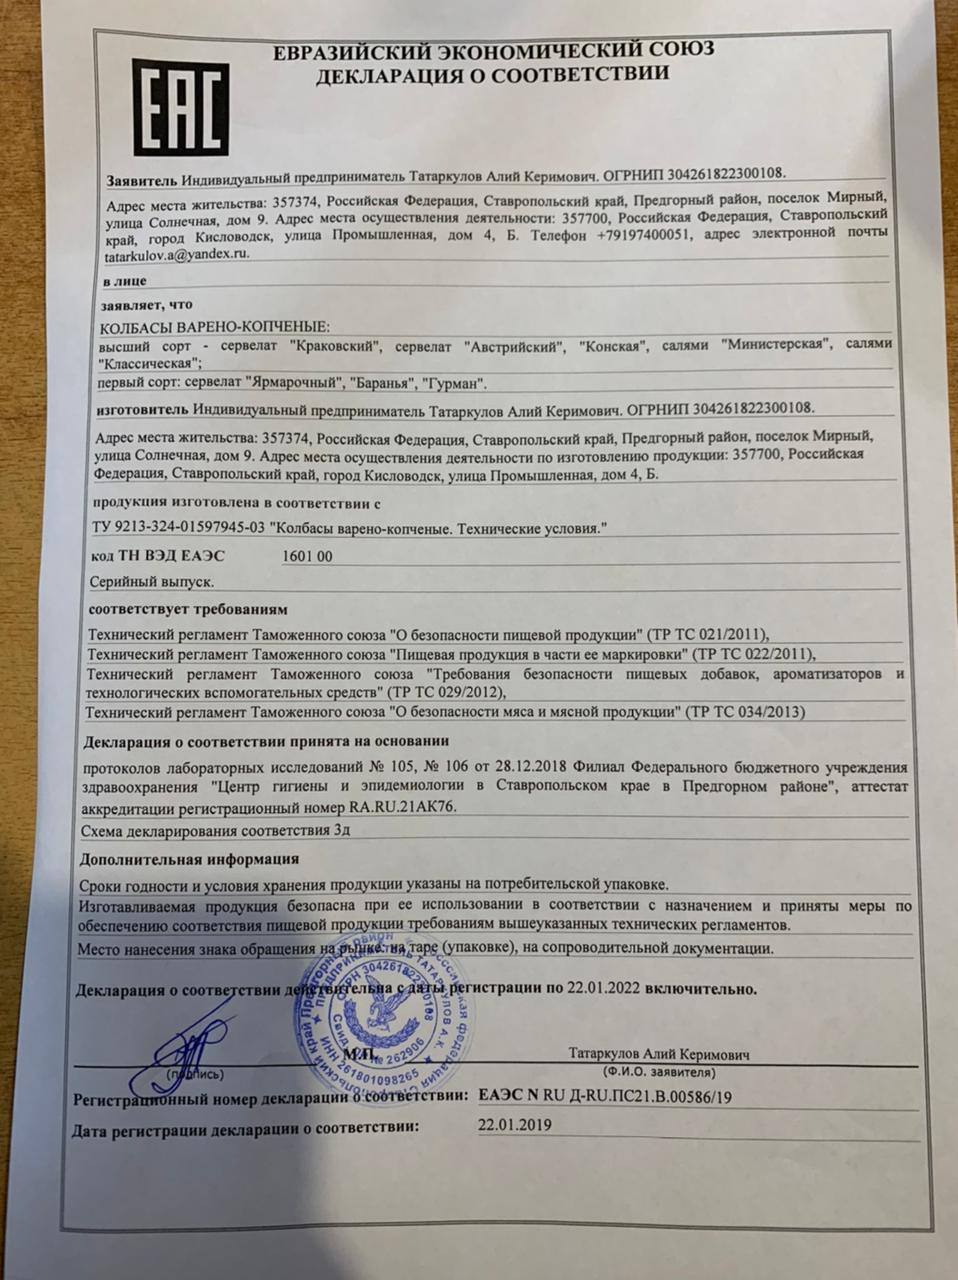 ЕВРАЗИЙСКИЙ ЭКОНОМИЧЕСКИЙ СОЮЗ
ДЕКЛАРАЦИЯ О СООТВЕТСТВИИ
ЕАС
Заявитель Индивидуальный предприниматель Татаркулов Алий Керимович. ОГРНИП 304261822300108.
Адрес места жительства: 357374, Российская Федерация, Ставропольский край, Предгорный район, поселок Мирный,
улица Солнечная, дом 9. Адрес места осуществления деятельности: 357700, Российская Федерация, Ставропольский
край, город Кисловодск, улица Промышленная, дом 4, Б. Телефон +79197400051, адрес электронной почты
tatarkulov.a@yandex.ru.
в лице
заявляет, что
КОЛБАСЫ ВАРЕНО-КОПЧЕНЫЕ:
высший сорт - сервелат "Краковский", сервелат "Австрийский", "Конская", салями "Министерская", салями
"Классическая";
первый сорт: сервелат "Ярмарочный", "Баранья", "Гурман".
изготовитель Индивидуальный предприниматель Татаркулов Алий Керимович. ОГРНИП 304261822300108.
Адрес места жительства: 357374, Российская Федерация, Ставропольский край, Предгорный район, поселок Мирный,
улица Солнечная, дом 9. Адрес места осуществления деятельности по изготовлению продукции: 357700, Российская
Федерация, Ставропольский край, город Кисловодск, улица Промышленная, дом 4, Б.
продукция изготовлена в соответствии с
ТУ 9213-324-01597945-03 "Колбасы варено-копченые. Технические условия."
код ТН ВЭД ЕАЭС 1601 00
Серийный выпуск.
соответствует требованиям
Технический регламент Таможенного союза "О безопасности пищевой продукции" (ТР ТС 021/2011),
Технический регламент Таможенного союза "Пищевая продукция в части ее маркировки" (ТР ТС 022/2011),
Технический регламент Таможенного союза "Требования безопасности пищевых добавок, ароматизаторов и
технологических вспомогательных средств" (ТР ТС 029/2012),
Технический регламент Таможенного союза "О безопасности мяса и мясной продукции" (ТР ТС 034/2013)
Декларация о соответствии принята на основании
протоколов лабораторных исследований № 105, № 106 от 28.12.2018 Филиал Федерального бюджетного учреждения
здравоохранения "Центр гигиены и эпидемиологии в Ставропольском крае в Предгорном районе", аттестат
аккредитации регистрационный номер RA.RU.21АК76.
Схема декларирования соответствия 3д
Дополнительная информация
Сроки годности и условия хранения продукции указаны на потребительской упаковке.
Изготавливаемая продукция безопасна при ее использовании в соответствии с назначением и приняты меры по
обеспечению соответствия пищевой продукции требованиям вышеуказанных технических регламентов.
Место нанесения знака обращения на рынке: на таре (упаковке), на сопроводительной документации.
Декларация о соответствии действительна с даты регистрации по 22.01.2022 включительно.
Российская Федерация Ставропольский край Предгорный район
ПРЕДПРИНИМАТЕЛЬ ТАТАРКУЛОВ А.К.
ИНН 261801098265
ОГРН 304261822300108
Свид. № 262906
М.П.
Татаркулов Алий Керимович
(подпись)
(Ф.И.О. заявителя)
Регистрационный номер декларации о соответствии: ЕАЭС N RU Д-RU.ПС21.В.00586/19
Дата регистрации декларации о соответствии: 22.01.2019